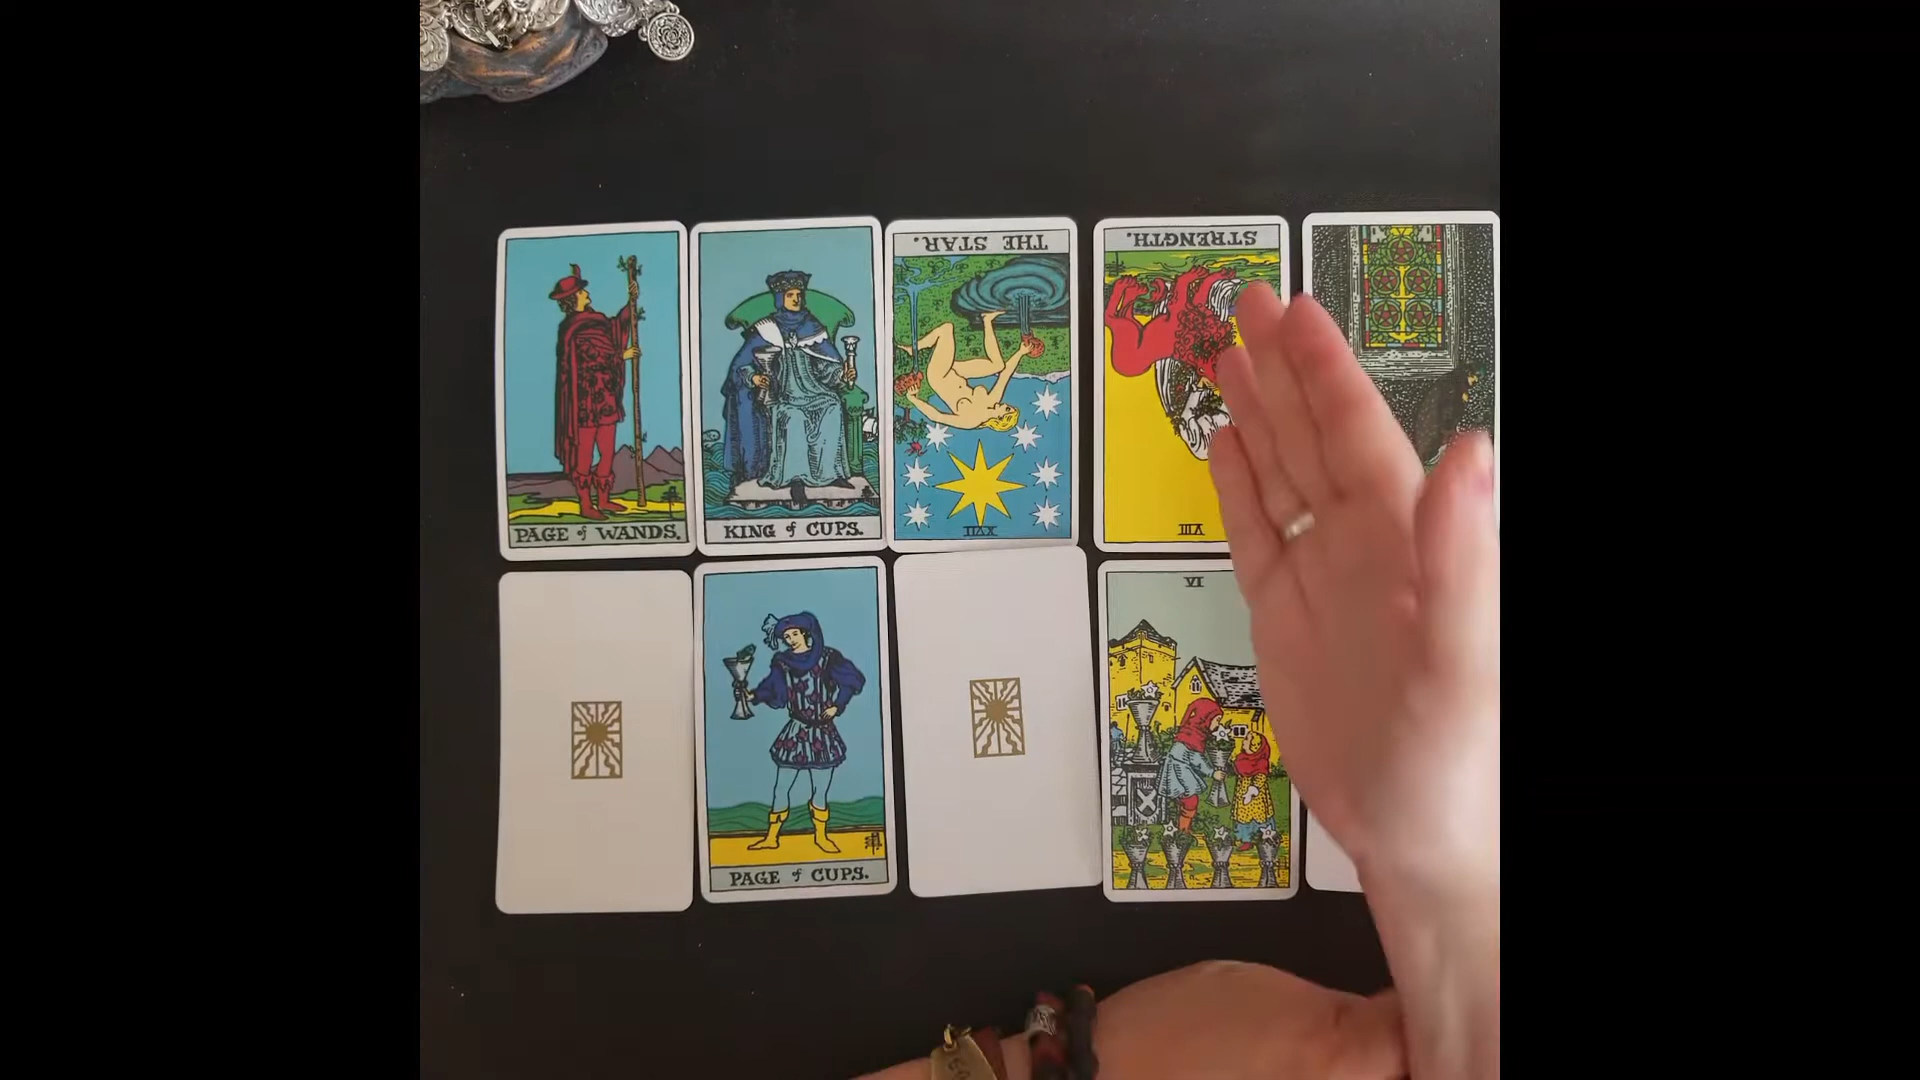 THE STAR.
STRENGTH.
PAGE of WANDS.
KING of CUPS.
XVII
VIII
VI
PAGE of CUPS.